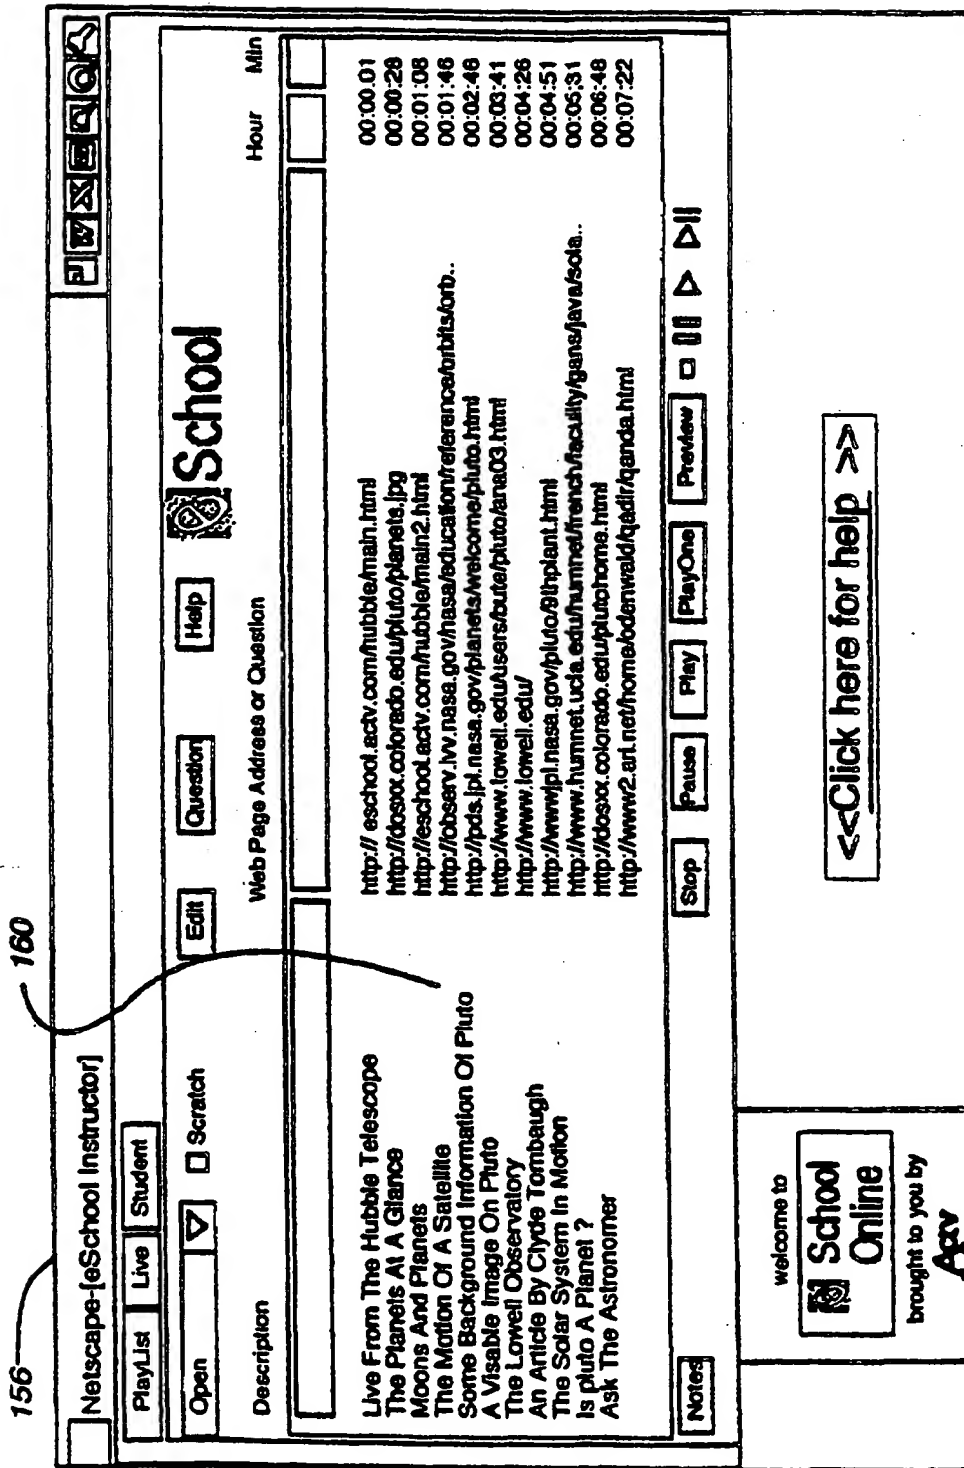 156
160
Netscape-[eSchool Instructor]
PlayList Live Student
Open Scratch Edit Question Help School
Description Web Page Address or Question Hour Min
Live From The Hubble Telescope http:// eschool.actv.com/hubble/main.html 00:00:01
The Planets At A Glance http://dosxx.colorado.edu/pluto/planets.jpg 00:00:28
Moons And Planets http://eschool.actv.com/hubble/main2.html 00:01:08
The Motion Of A Satellite http://observ.ivv.nasa.gov/nasa/education/reference/orbits/orb.. 00:01:46
Some Background Information Of Pluto http://pds.jpl.nasa.gov/planets/welcome/pluto.html 00:02:46
A Visable Image On Pluto http://www.lowell.edu/users/buie/pluto/ana03.html 00:03:41
The Lowell Observatory http://www.lowell.edu/ 00:04:26
An Article By Clyde Tombaugh http://wwwjpl.nasa.gov/pluto/9thplant.html 00:04:51
The Solar System In Motion http://www.humnet.ucla.edu/humnet/french/faculty/gans/java/sola.. 00:05:31
Is pluto A Planet ? http://dosxx.colorado.edu/plutohome.html 00:06:48
Ask The Astronomer http://www2.ari.net/home/odenwald/qadir/qanda.html 00:07:22
Notes Stop Pause Play PlayOne Preview
welcome to
School
Online
brought to you by
Actv
<<Click here for help >>